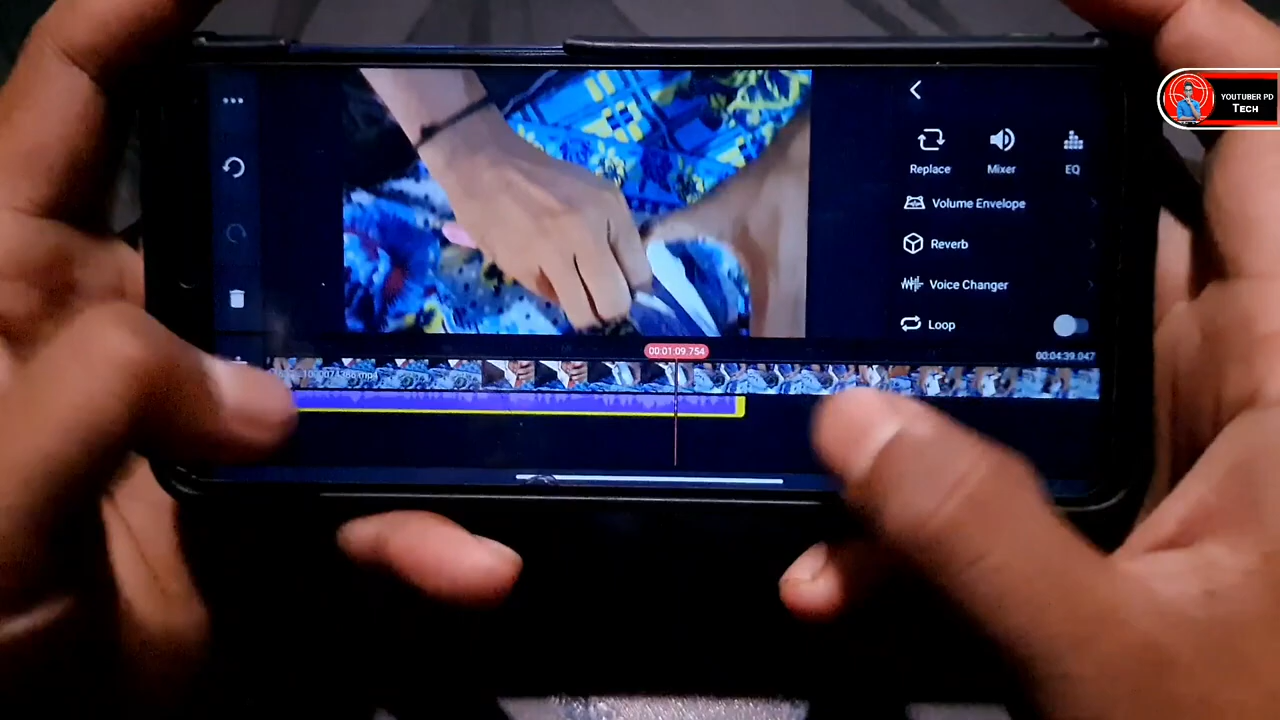 YOUTUBER PD
TECH
Replace
Mixer
EQ
Volume Envelope
Reverb
Voice Changer
Loop
00:01:09.754
00:04:39.047